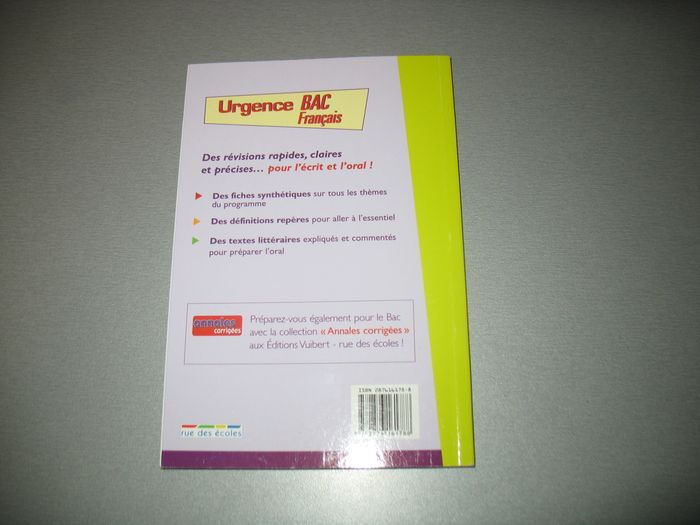 Urgence BAC
Français
Des révisions rapides, claires
et précises... pour l'écrit et l'oral !
Des fiches synthétiques sur tous les thèmes
du programme
Des définitions repères pour aller à l'essentiel
Des textes littéraires expliqués et commentés
pour préparer l'oral
annales
corrigées
Préparez-vous également pour le Bac
avec la collection « Annales corrigées »
aux Éditions Vuibert - rue des écoles !
rue des écoles